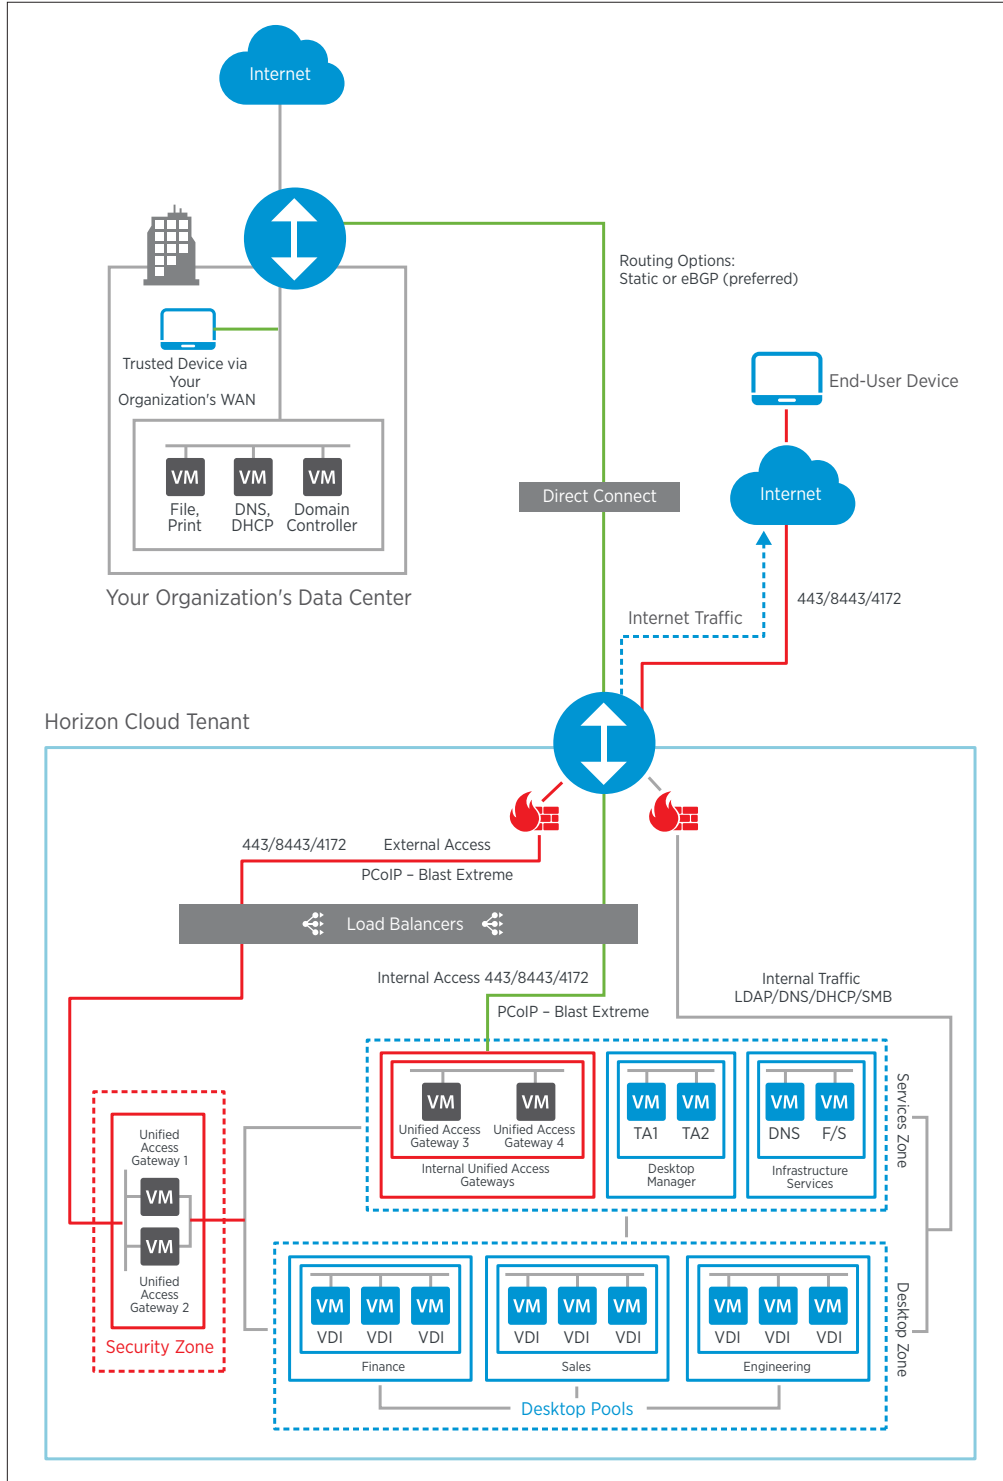 Internet
Routing Options:
Static or eBGP (preferred)
Trusted Device via
Your
Organization's WAN
End-User Device
VM
VM
VM
File,
Print
DNS,
DHCP
Domain
Controller
Direct Connect
Internet
Your Organization's Data Center
443/8443/4172
Internet Traffic
Horizon Cloud Tenant
443/8443/4172
External Access
PCoIP – Blast Extreme
Load Balancers
Internal Access 443/8443/4172
PCoIP – Blast Extreme
Internal Traffic
LDAP/DNS/DHCP/SMB
VM
VM
Unified Access
Gateway 3
Unified Access
Gateway 4
Internal Unified Access
Gateways
VM
VM
TA1
TA2
Desktop
Manager
VM
VM
DNS
F/S
Infrastructure
Services
Services Zone
Unified
Access
Gateway 1
VM
VM
Unified
Access
Gateway 2
Security Zone
VM
VM
VM
VDI
VDI
VDI
Finance
VM
VM
VM
VDI
VDI
VDI
Sales
VM
VM
VM
VDI
VDI
VDI
Engineering
Desktop Zone
Desktop Pools